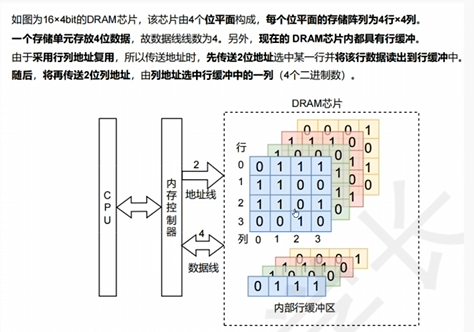 如图为16×4bit的DRAM芯片，该芯片由4个位平面构成，每个位平面的存储阵列为4行×4列。
一个存储单元存放4位数据，故数据线线数为4。另外，现在的 DRAM芯片内都具有行缓冲。
由于采用行列地址复用，所以传送地址时，先传送2位地址选中某一行并将该行数据读出到行缓冲中。
随后，将再传送2位列地址，由列地址选中行缓冲中的一列（4个二进制数）。
DRAM芯片
CPU
内存控制器
2
地址线
4
数据线
行
0 0 0 1
1 1 1 0
0 0 1 1 1
1 1 1 0 0
2 1 1 0 1
3 0 0 1 0
列 0 1 2 3
0 1 1 1
内部行缓冲区